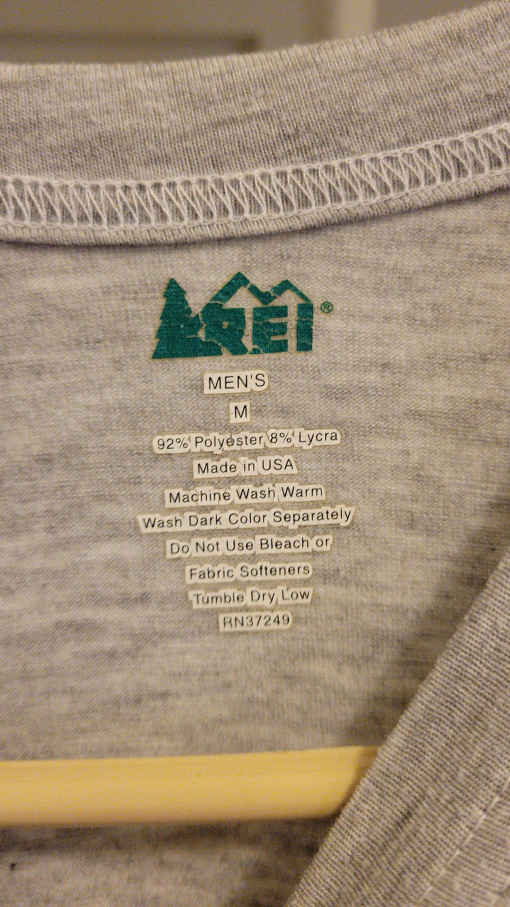 REI®
MEN'S
M
92% Polyester 8% Lycra
Made in USA
Machine Wash Warm
Wash Dark Color Separately
Do Not Use Bleach or
Fabric Softeners
Tumble Dry Low
RN37249